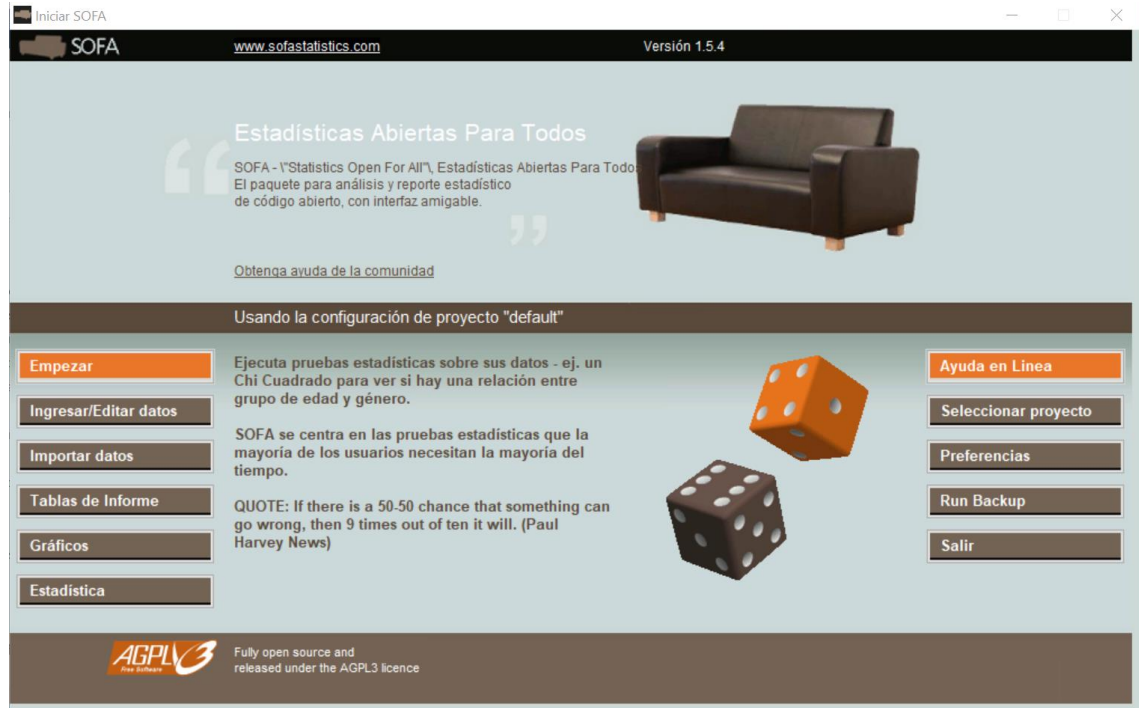 Iniciar SOFA
SOFA
www.sofastatistics.com
Versión 1.5.4
Estadísticas Abiertas Para Todos
SOFA - \"Statistics Open For All"\, Estadísticas Abiertas Para Todo
El paquete para análisis y reporte estadístico
de código abierto, con interfaz amigable.
Obtenga ayuda de la comunidad
Usando la configuración de proyecto "default"
Empezar
Ingresar/Editar datos
Importar datos
Tablas de Informe
Gráficos
Estadística
Ejecuta pruebas estadísticas sobre sus datos - ej. un
Chi Cuadrado para ver si hay una relación entre
grupo de edad y género.
SOFA se centra en las pruebas estadísticas que la
mayoría de los usuarios necesitan la mayoría del
tiempo.
QUOTE: If there is a 50-50 chance that something can
go wrong, then 9 times out of ten it will. (Paul
Harvey News)
Ayuda en Linea
Seleccionar proyecto
Preferencias
Run Backup
Salir
AGPLV3
Free Software
Fully open source and
released under the AGPL3 licence